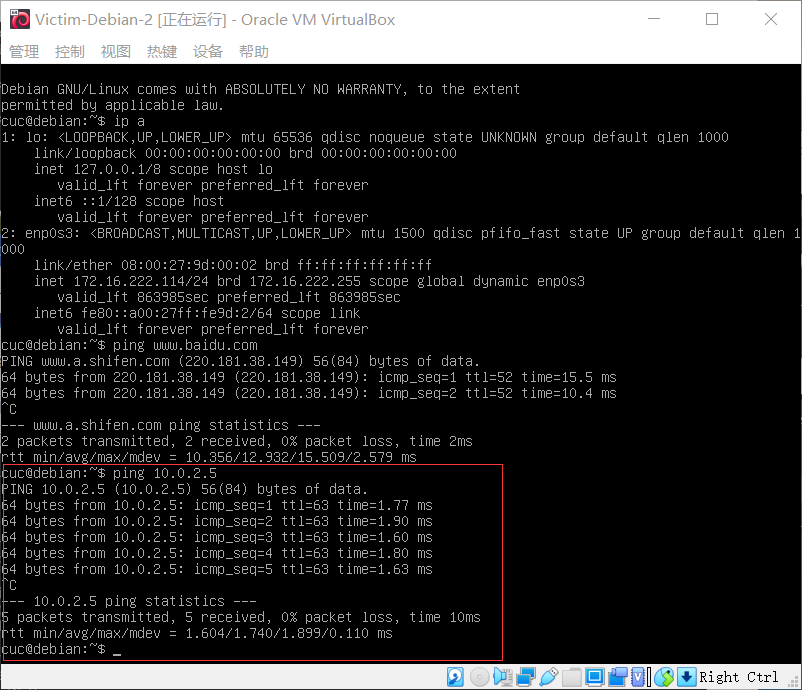 Victim-Debian-2 [正在运行] - Oracle VM VirtualBox
管理 控制 视图 热键 设备 帮助
Debian GNU/Linux comes with ABSOLUTELY NO WARRANTY, to the extent
permitted by applicable law.
cuc@debian:~$ ip a
1: lo: <LOOPBACK,UP,LOWER_UP> mtu 65536 qdisc noqueue state UNKNOWN group default qlen 1000
    link/loopback 00:00:00:00:00:00 brd 00:00:00:00:00:00
    inet 127.0.0.1/8 scope host lo
       valid_lft forever preferred_lft forever
    inet6 ::1/128 scope host
       valid_lft forever preferred_lft forever
2: enp0s3: <BROADCAST,MULTICAST,UP,LOWER_UP> mtu 1500 qdisc pfifo_fast state UP group default qlen 1
000
    link/ether 08:00:27:9d:00:02 brd ff:ff:ff:ff:ff:ff
    inet 172.16.222.114/24 brd 172.16.222.255 scope global dynamic enp0s3
       valid_lft 863985sec preferred_lft 863985sec
    inet6 fe80::a00:27ff:fe9d:2/64 scope link
       valid_lft forever preferred_lft forever
cuc@debian:~$ ping www.baidu.com
PING www.a.shifen.com (220.181.38.149) 56(84) bytes of data.
64 bytes from 220.181.38.149 (220.181.38.149): icmp_seq=1 ttl=52 time=15.5 ms
64 bytes from 220.181.38.149 (220.181.38.149): icmp_seq=2 ttl=52 time=10.4 ms
^C
--- www.a.shifen.com ping statistics ---
2 packets transmitted, 2 received, 0% packet loss, time 2ms
rtt min/avg/max/mdev = 10.356/12.932/15.509/2.579 ms
cuc@debian:~$ ping 10.0.2.5
PING 10.0.2.5 (10.0.2.5) 56(84) bytes of data.
64 bytes from 10.0.2.5: icmp_seq=1 ttl=63 time=1.77 ms
64 bytes from 10.0.2.5: icmp_seq=2 ttl=63 time=1.90 ms
64 bytes from 10.0.2.5: icmp_seq=3 ttl=63 time=1.60 ms
64 bytes from 10.0.2.5: icmp_seq=4 ttl=63 time=1.80 ms
64 bytes from 10.0.2.5: icmp_seq=5 ttl=63 time=1.63 ms
^C
--- 10.0.2.5 ping statistics ---
5 packets transmitted, 5 received, 0% packet loss, time 10ms
rtt min/avg/max/mdev = 1.604/1.740/1.899/0.110 ms
cuc@debian:~$ _
Right Ctrl